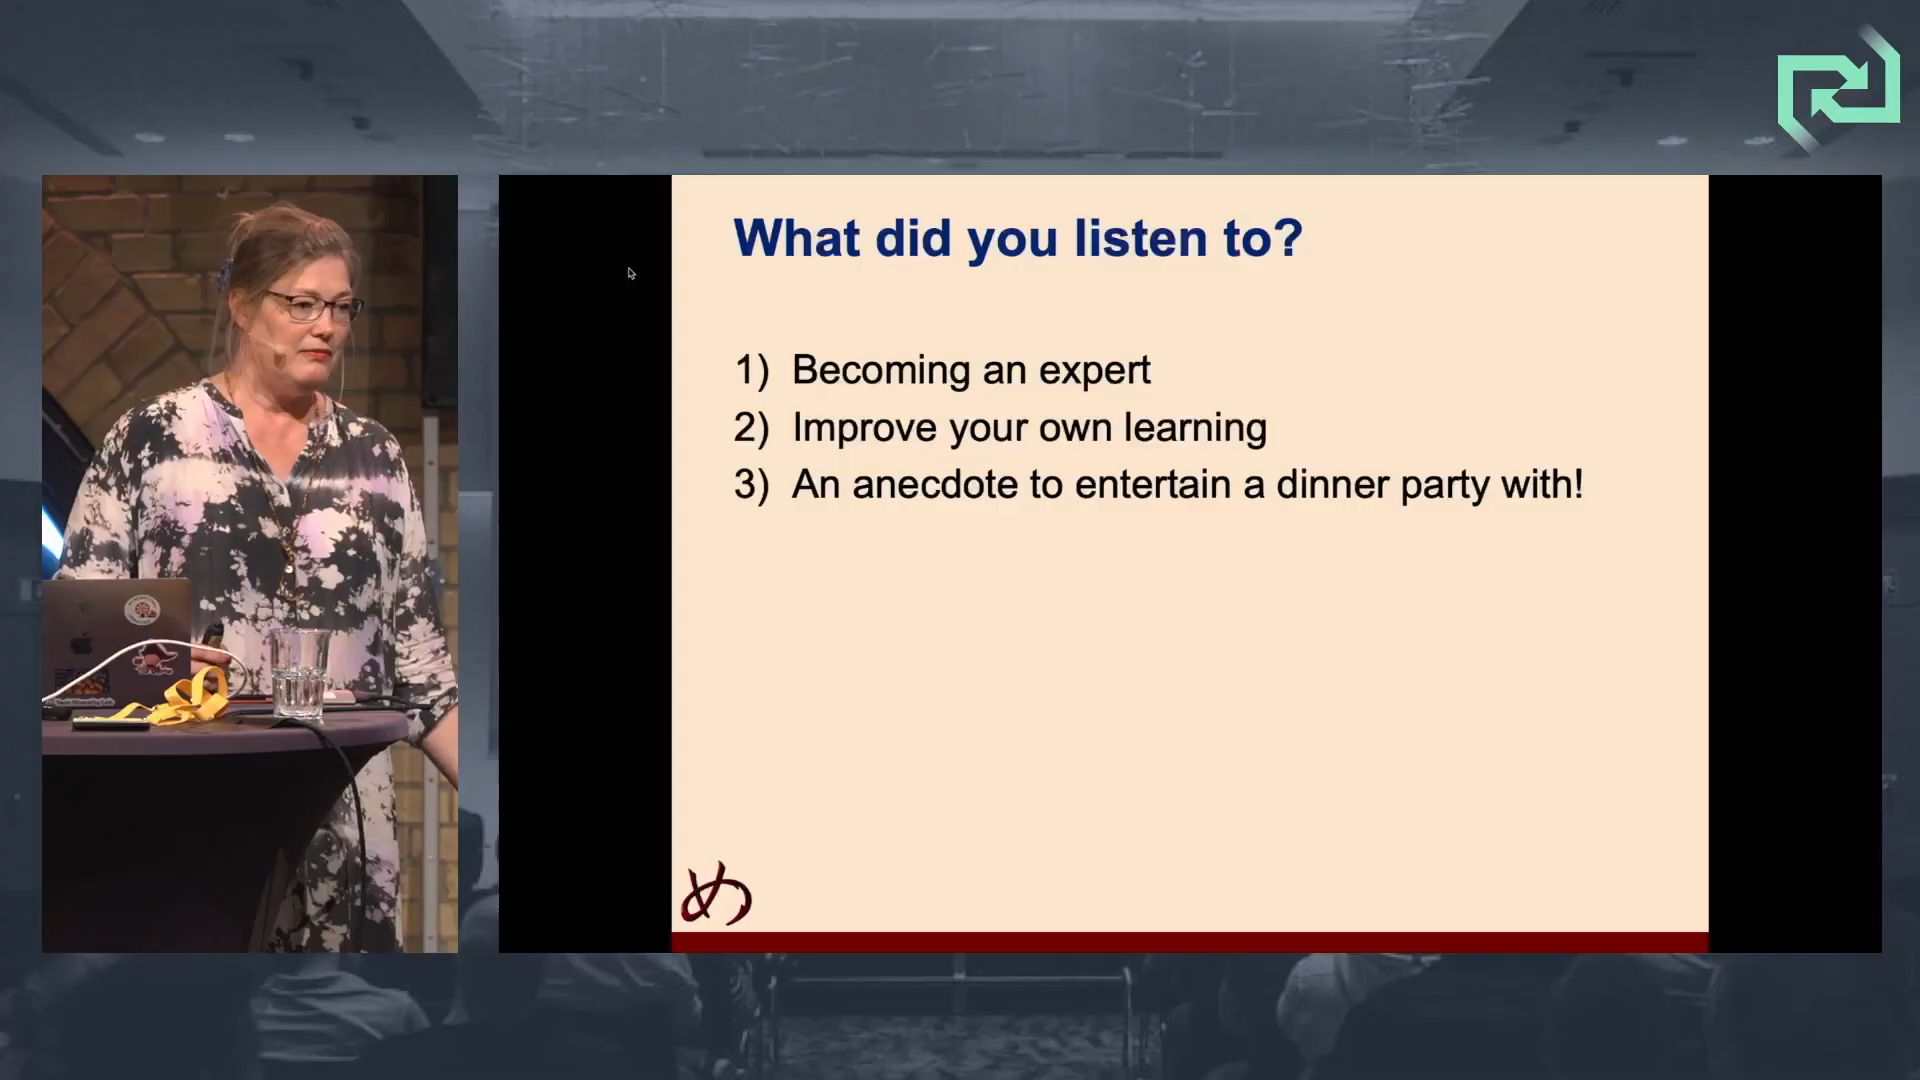 What did you listen to?
1) Becoming an expert
2) Improve your own learning
3) An anecdote to entertain a dinner party with!
め